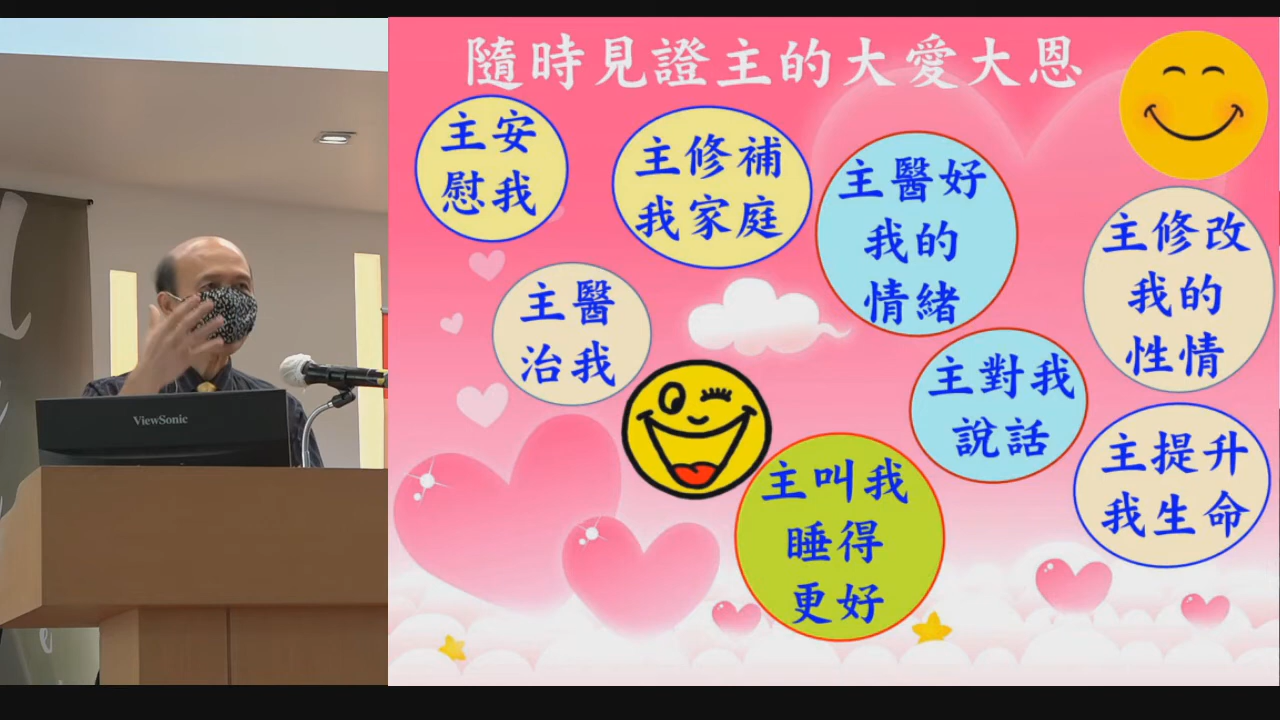 隨時見證主的大愛大恩
主安
慰我
主修補
我家庭
主醫好
我的
情緒
主修改
我的
性情
主醫
治我
主對我
說話
主提升
我生命
主叫我
睡得
更好
ViewSonic